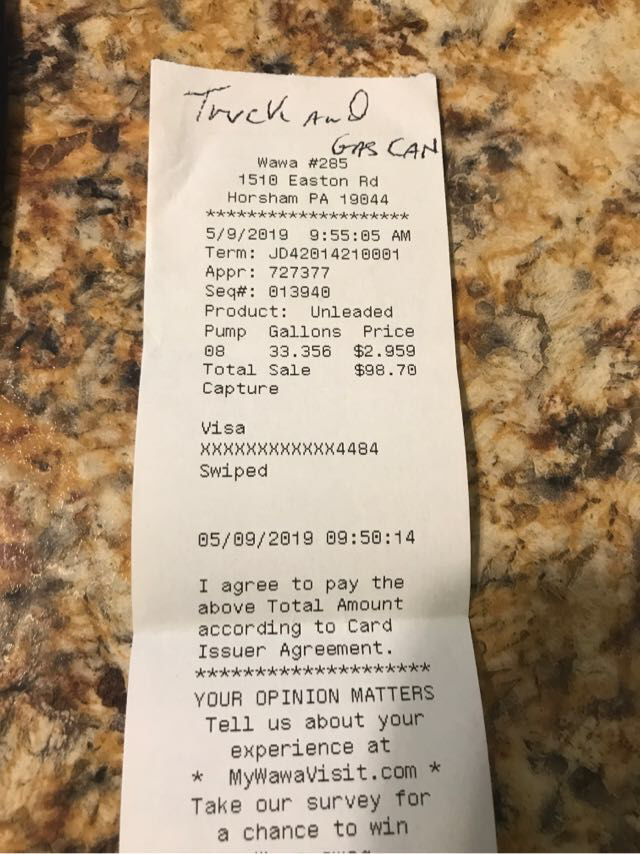 Truck AND
GAS CAN
Wawa #285
1510 Easton Rd
Horsham PA 19044
********************
5/9/2019 9:55:05 AM
Term: JD42014210001
Appr: 727377
Seq#: 013940
Product: Unleaded
Pump Gallons Price
08 33.356 $2.959
Total Sale $98.70
Capture
Visa
XXXXXXXXXXXX4484
Swiped
05/09/2019 09:50:14
I agree to pay the
above Total Amount
according to Card
Issuer Agreement.
********************
YOUR OPINION MATTERS
Tell us about your
experience at
* MyWawaVisit.com *
Take our survey for
a chance to win